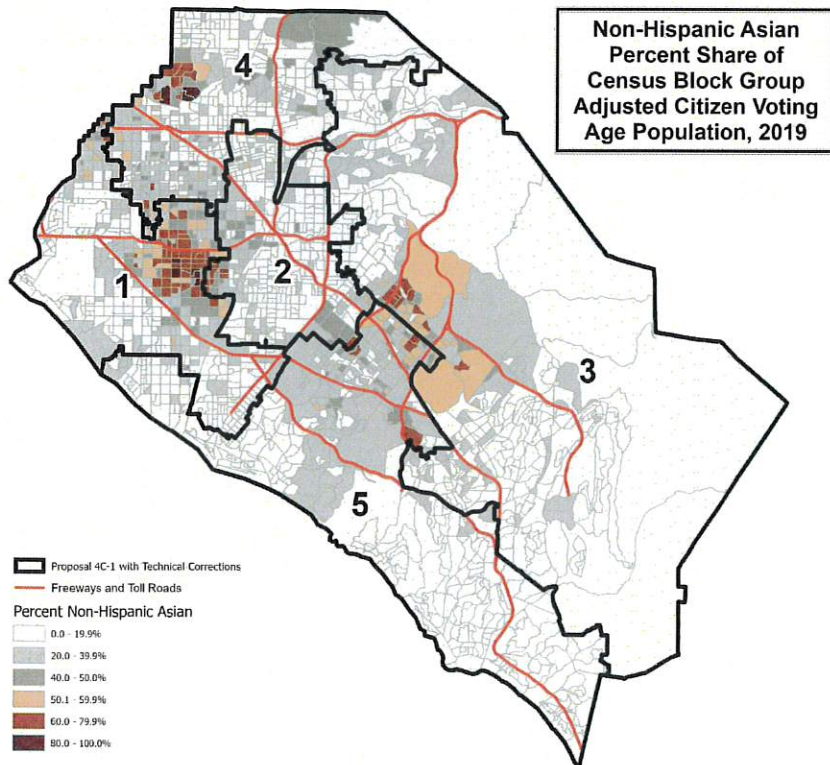 Non-Hispanic Asian
Percent Share of
Census Block Group
Adjusted Citizen Voting
Age Population, 2019
4
2
1
3
5
Proposal 4C-1 with Technical Corrections
Freeways and Toll Roads
Percent Non-Hispanic Asian
0.0 - 19.9%
20.0 - 39.9%
40.0 - 50.0%
50.1 - 59.9%
60.0 - 79.9%
80.0 - 100.0%